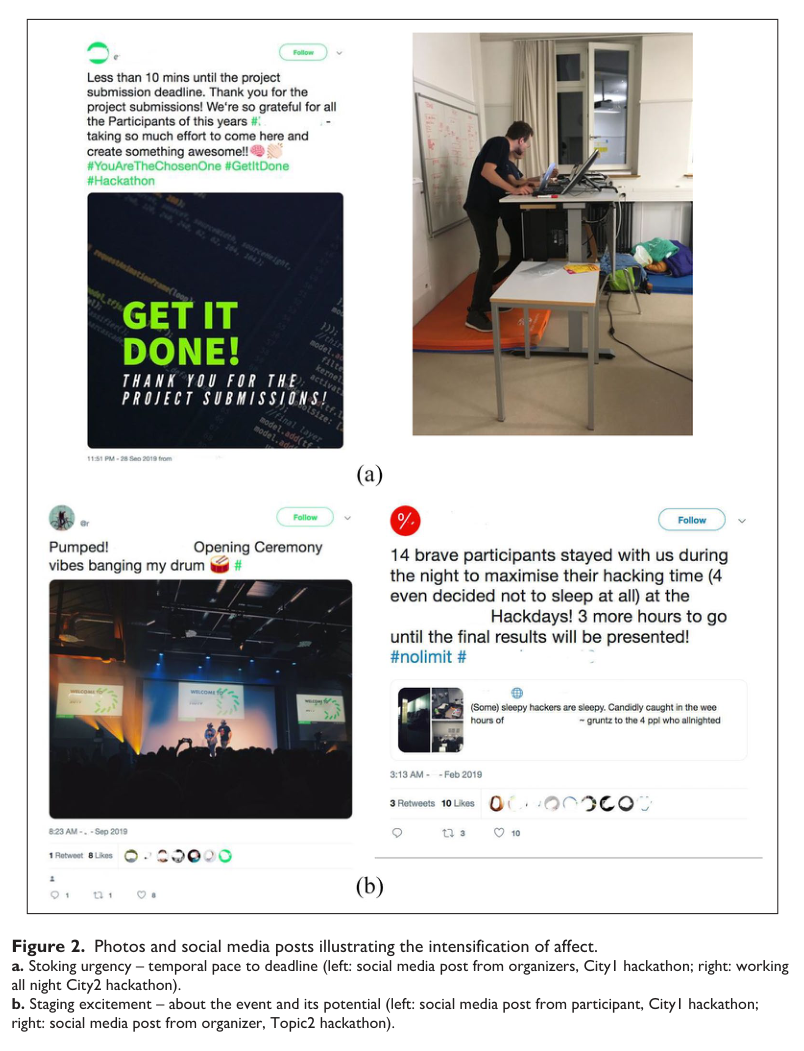 Follow
Less than 10 mins until the project
submission deadline. Thank you for the
project submissions! We're so grateful for all
the Participants of this years #
taking so much effort to come here and
create something awesome!!🧠👏🏻
#YouAreTheChosenOne #GetItDone
#Hackathon
GET IT
DONE!
THANK YOU FOR THE
PROJECT SUBMISSIONS!
11:51 PM - 28 Sep 2019 from
(a)
@r
Follow
Pumped! Opening Ceremony
vibes banging my drum 🥁 #
WELCOME
WELCOME
WELCOME
8:23 AM - - Sep 2019
1 Retweet 8 Likes
1 1 8
%
Follow
14 brave participants stayed with us during
the night to maximise their hacking time (4
even decided not to sleep at all) at the
Hackdays! 3 more hours to go
until the final results will be presented!
#nolimit #
(Some) sleepy hackers are sleepy. Candidly caught in the wee
hours of ~ gruntz to the 4 ppl who allnighted
3:13 AM - - Feb 2019
3 Retweets 10 Likes
3 10
(b)
Figure 2. Photos and social media posts illustrating the intensification of affect.
a. Stoking urgency – temporal pace to deadline (left: social media post from organizers, City1 hackathon; right: working
all night City2 hackathon).
b. Staging excitement – about the event and its potential (left: social media post from participant, City1 hackathon;
right: social media post from organizer, Topic2 hackathon).